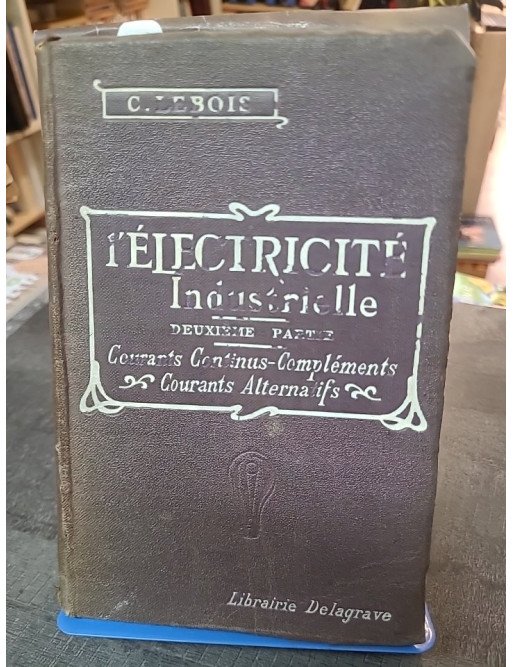 C. LEBOIS
l'ÉLECTRICITÉ
Industrielle
DEUXIÈME PARTIE
Courants Continus-Compléments
Courants Alternatifs
Librairie Delagrave